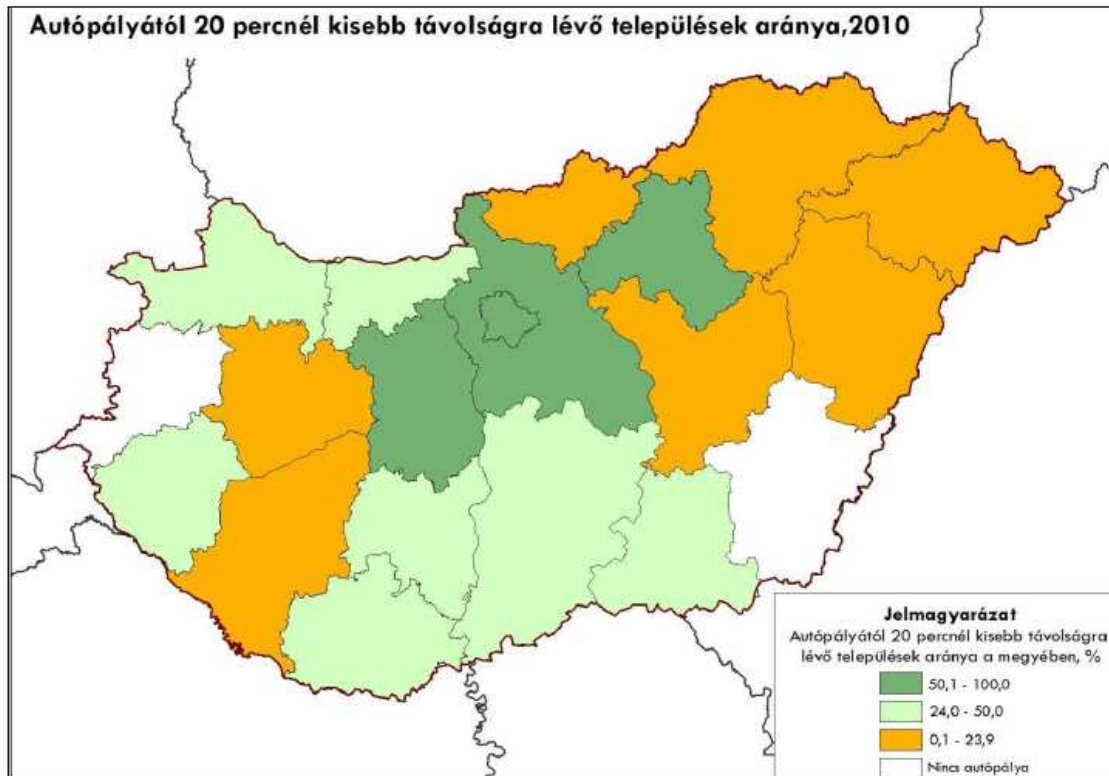 Autópályától 20 percnél kisebb távolságra lévő települések aránya,2010
Jelmagyarázat
Autópályától 20 percnél kisebb távolságra
lévő települések aránya a megyében, %
50,1 - 100,0
24,0 - 50,0
0,1 - 23,9
Nincs autópálya